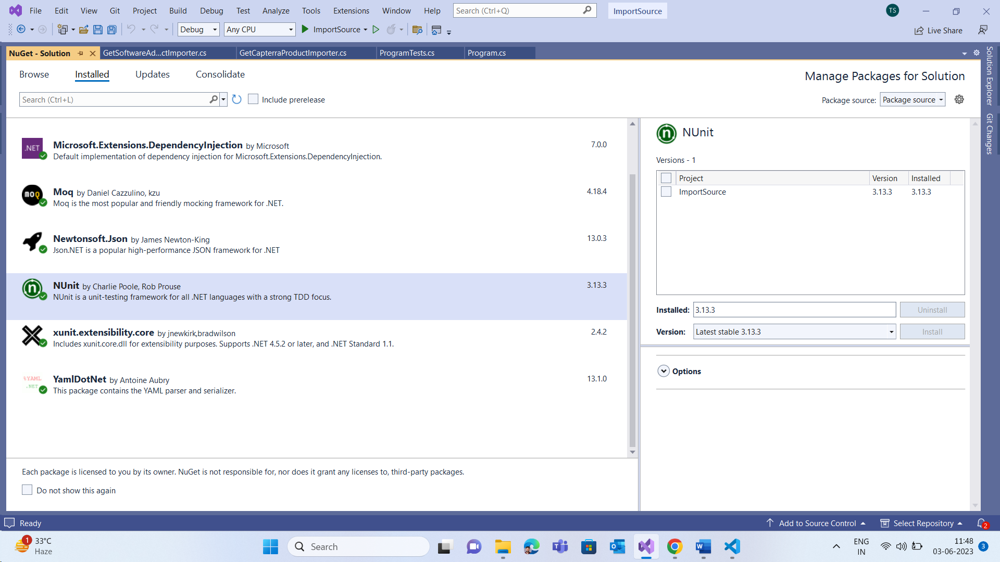 File Edit View Git Project Build Debug Test Analyze Tools Extensions Window Help Search (Ctrl+Q) ImportSource TS
Debug Any CPU ImportSource Live Share
NuGet - Solution GetSoftwareAd...ctImporter.cs GetCapterraProductImporter.cs ProgramTests.cs Program.cs
Solution Explorer
Git Changes
Browse Installed Updates Consolidate
Manage Packages for Solution
Search (Ctrl+L) Include prerelease
Package source: Package source
.NET
Microsoft.Extensions.DependencyInjection by Microsoft 7.0.0
Default implementation of dependency injection for Microsoft.Extensions.DependencyInjection.
MOQ
Moq by Daniel Cazzulino, kzu 4.18.4
Moq is the most popular and friendly mocking framework for .NET.
Newtonsoft.Json by James Newton-King 13.0.3
Json.NET is a popular high-performance JSON framework for .NET
n
NUnit by Charlie Poole, Rob Prouse 3.13.3
NUnit is a unit-testing framework for all .NET languages with a strong TDD focus.
xunit.extensibility.core by jnewkirk,bradwilson 2.4.2
Includes xunit.core.dll for extensibility purposes. Supports .NET 4.5.2 or later, and .NET Standard 1.1.
%YAML
.NET
YamlDotNet by Antoine Aubry 13.1.0
This package contains the YAML parser and serializer.
Each package is licensed to you by its owner. NuGet is not responsible for, nor does it grant any licenses to, third-party packages.
Do not show this again
n NUnit
Versions - 1
Project Version Installed
ImportSource 3.13.3 3.13.3
Installed: 3.13.3 Uninstall
Version: Latest stable 3.13.3 Install
Options
Ready Add to Source Control Select Repository 2
1 33°C
Haze
Search
ENG
IN
11:48
03-06-2023
3